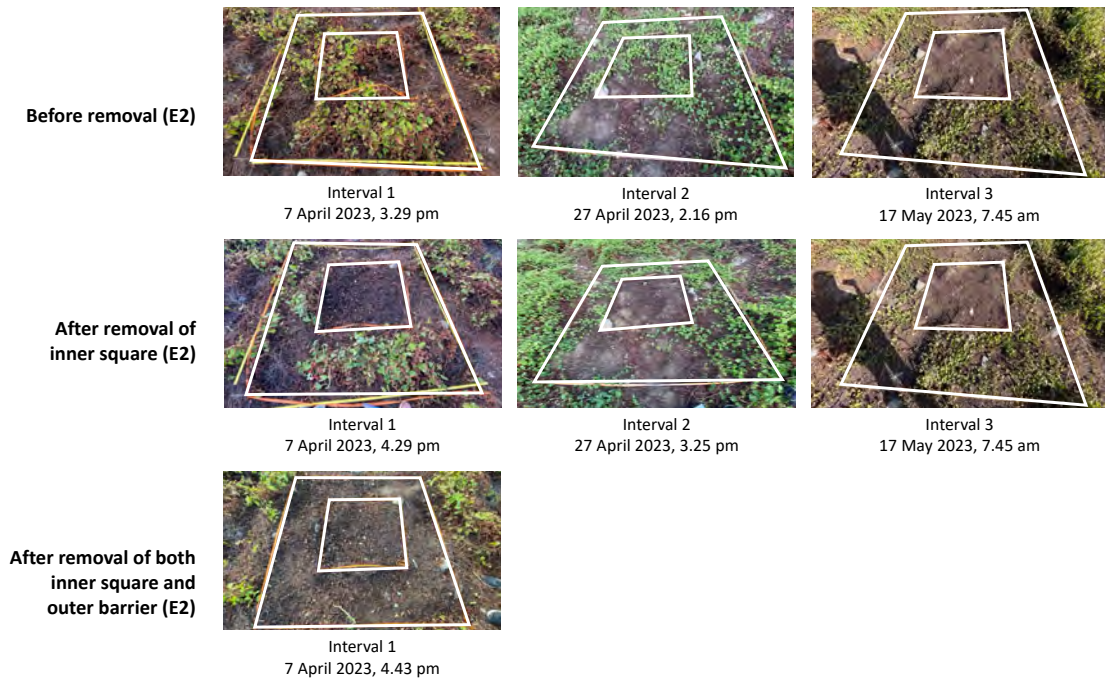 Before removal (E2)
Interval 1
7 April 2023, 3.29 pm
Interval 2
27 April 2023, 2.16 pm
Interval 3
17 May 2023, 7.45 am
After removal of
inner square (E2)
Interval 1
7 April 2023, 4.29 pm
Interval 2
27 April 2023, 3.25 pm
Interval 3
17 May 2023, 7.45 am
After removal of both
inner square and
outer barrier (E2)
Interval 1
7 April 2023, 4.43 pm